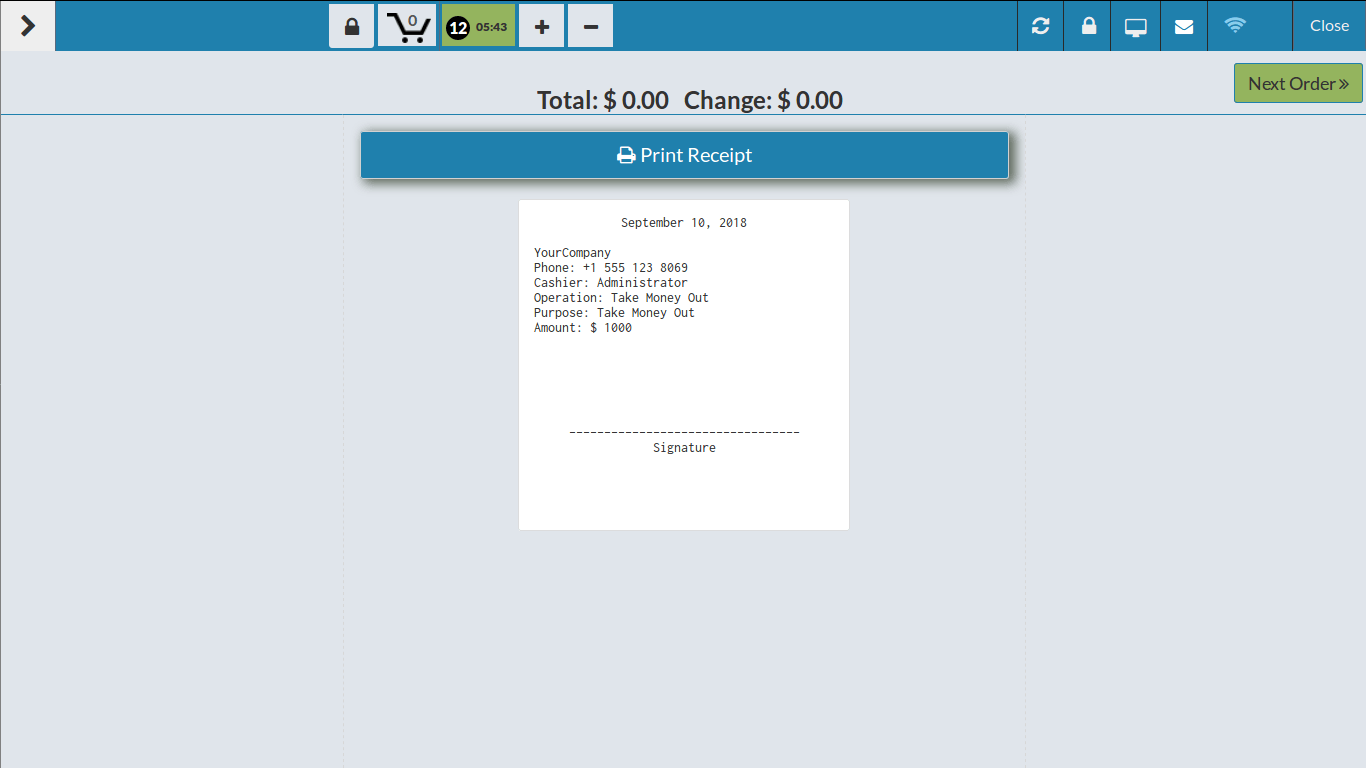 0
12 05:43
Close
Total: $ 0.00 Change: $ 0.00
Next Order
Print Receipt
September 10, 2018
YourCompany
Phone: +1 555 123 8069
Cashier: Administrator
Operation: Take Money Out
Purpose: Take Money Out
Amount: $ 1000
---------------------------------
Signature